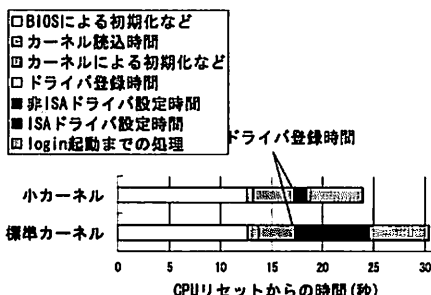 BIOSによる初期化など
カーネル読込時間
カーネルによる初期化など
ドライバ登録時間
非ISAドライバ設定時間
ISAドライバ設定時間
login起動までの処理
ドライバ登録時間
小カーネル
標準カーネル
0 5 10 15 20 25 30
CPUリセットからの時間(秒)